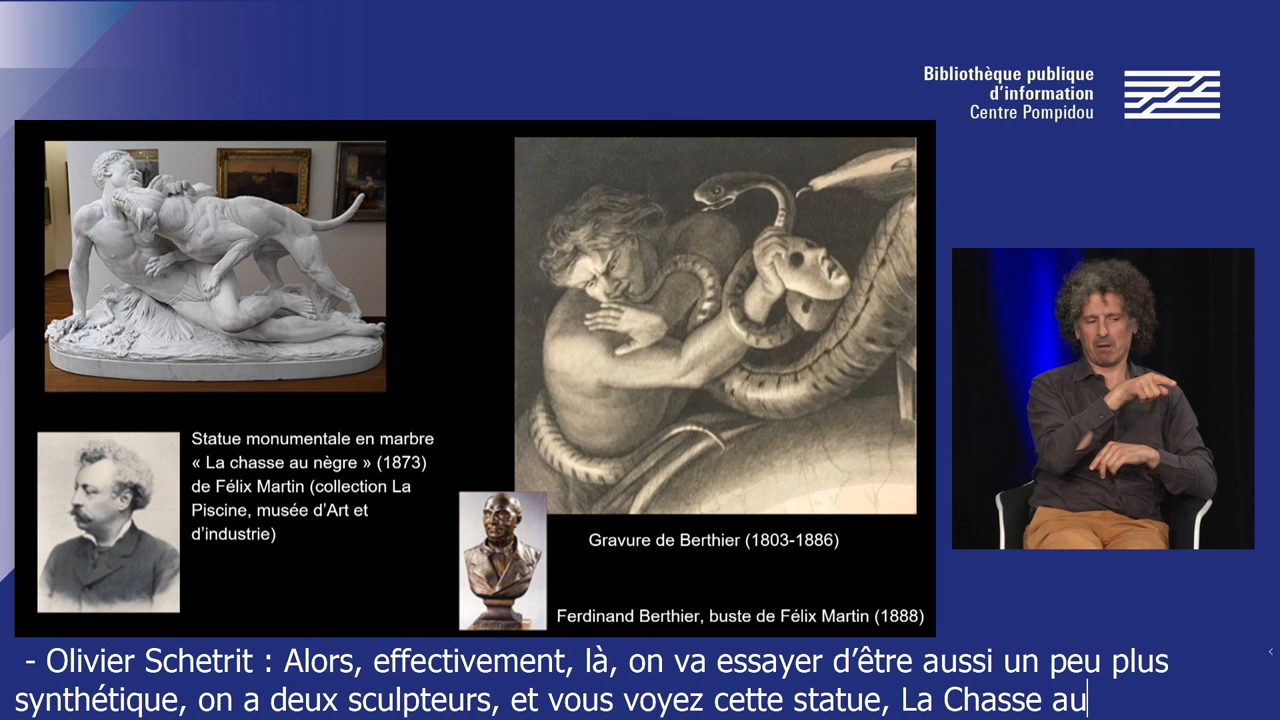 Bibliothèque publique
d’information
Centre Pompidou
Statue monumentale en marbre
« La chasse au nègre » (1873)
de Félix Martin (collection La
Piscine, musée d’Art et
d’industrie)
Gravure de Berthier (1803-1886)
Ferdinand Berthier, buste de Félix Martin (1888)
- Olivier Schetrit : Alors, effectivement, là, on va essayer d’être aussi un peu plus
synthétique, on a deux sculpteurs, et vous voyez cette statue, La Chasse au